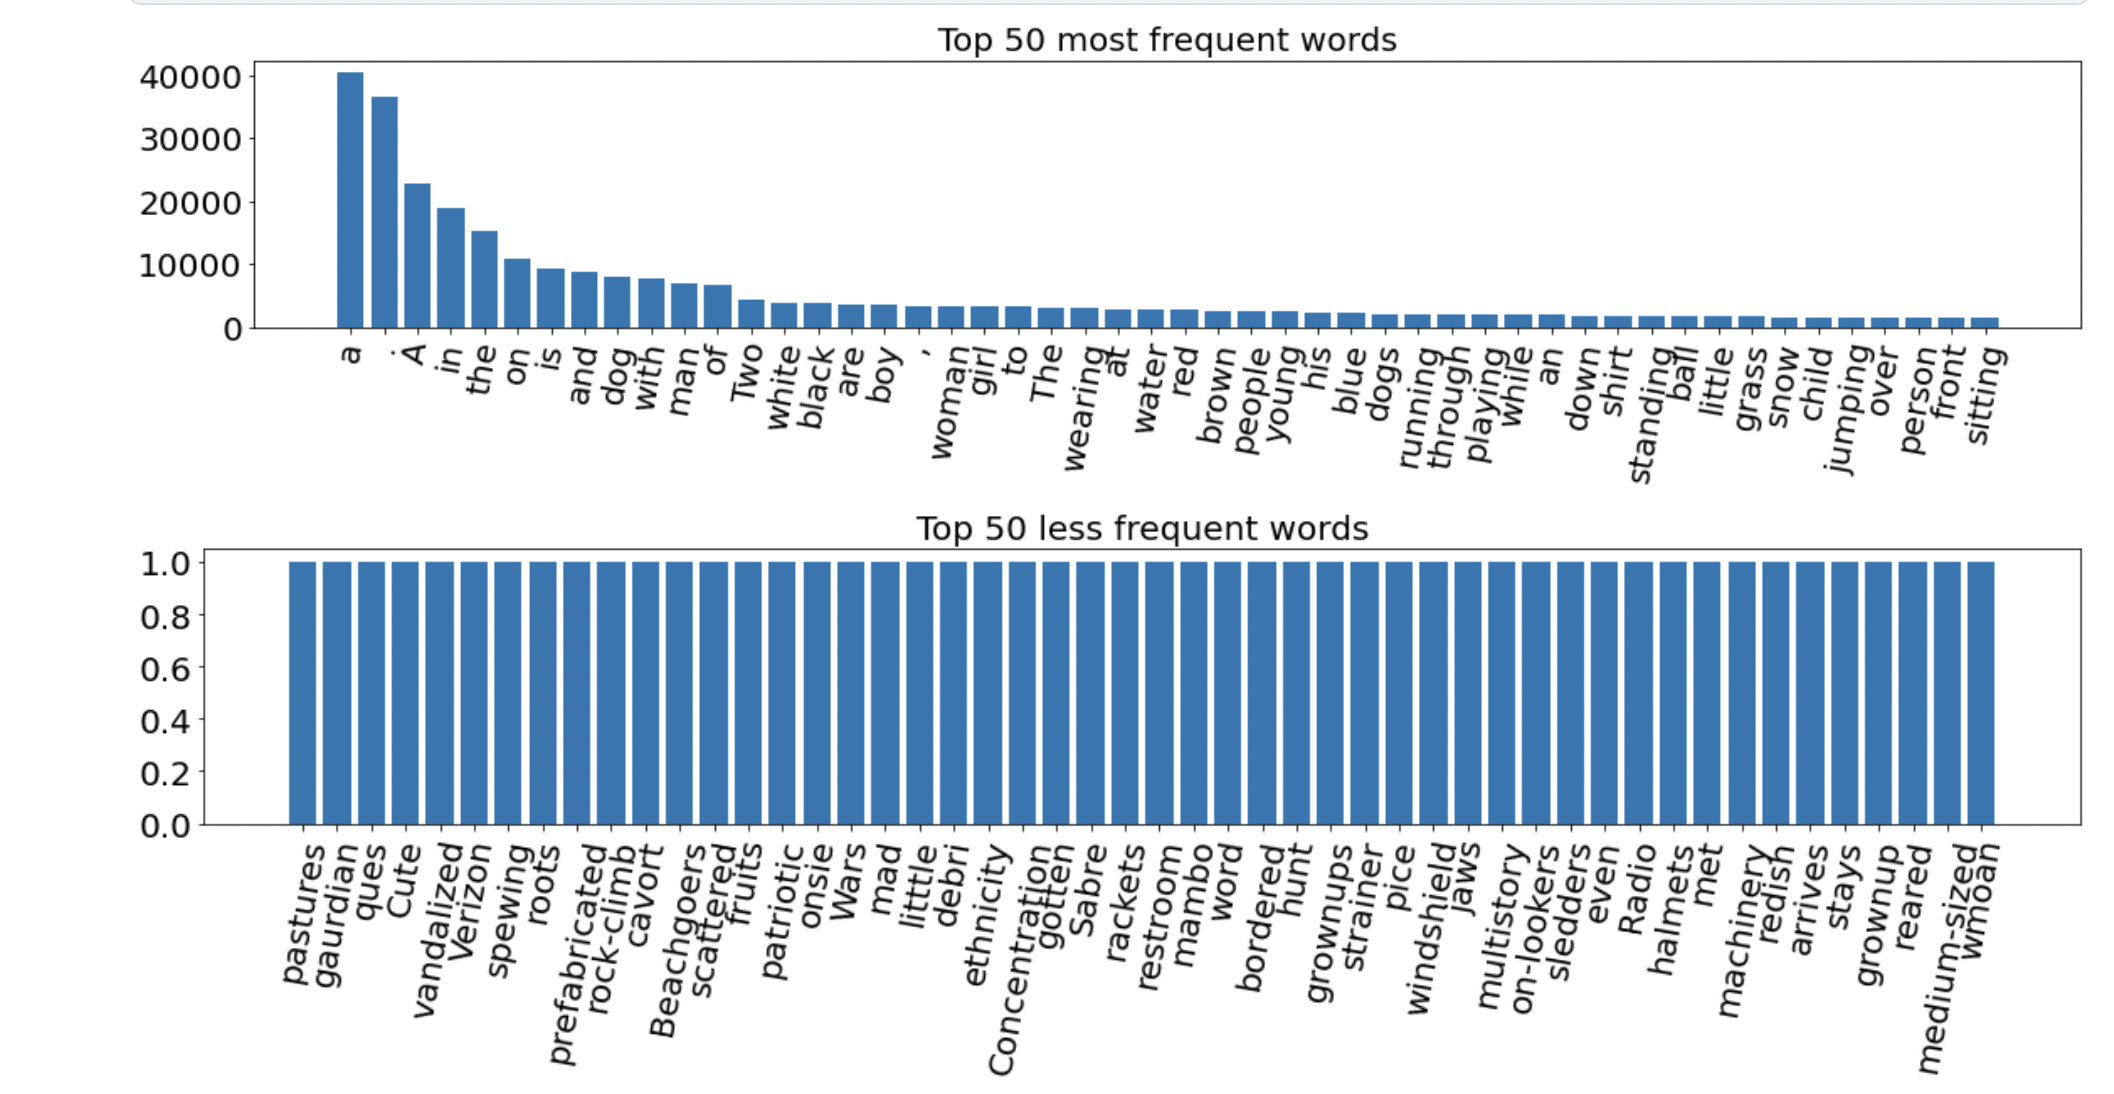 Top 50 most frequent words
40000
30000
20000
10000
0
a . A in the on is and dog with man of Two white black are boy , woman girl to The wearing at water red brown people young his blue dogs running through playing while an down shirt standing ball little grass snow child jumping over person front sitting
Top 50 less frequent words
1.0
0.8
0.6
0.4
0.2
0.0
pastures gaurdian ques Cute vandalized Verizon spewing roots prefabricated rock-climb cavort Beachgoers scattered fruits patriotic onsie Wars mad litttle debri ethnicity Concentration gotten Sabre rackets restroom mambo word bordered hunt grownups strainer pice windshield Jaws multistory on-lookers sledders even Radio halmets met machinery redish arrives stays grownup reared medium-sized wmoan